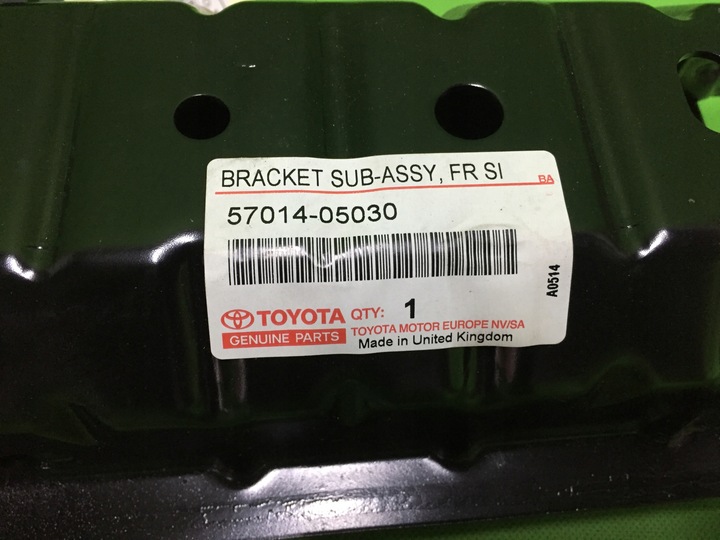 BRACKET SUB-ASSY, FR SI
BA
57014-05030
A0514
TOYOTA QTY: 1
GENUINE PARTS TOYOTA MOTOR EUROPE NV/SA
Made in United Kingdom